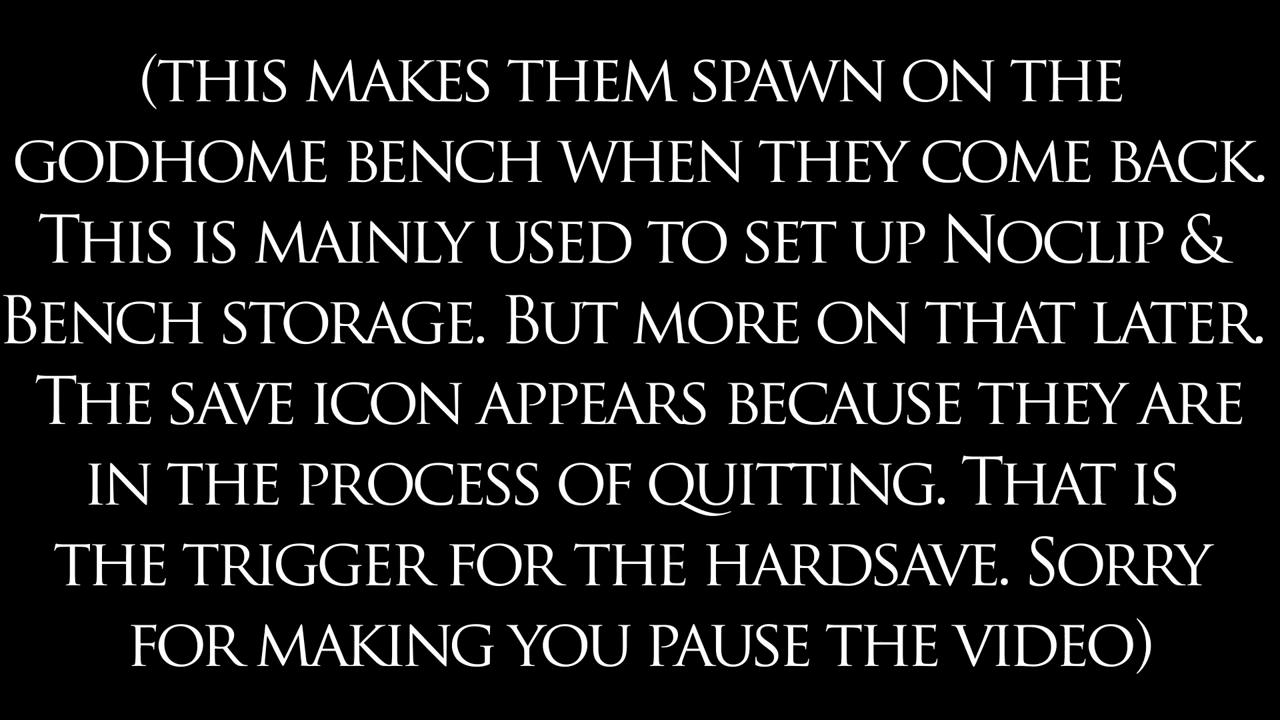 (this makes them spawn on the
godhome bench when they come back.
This is mainly used to set up Noclip &
Bench storage. But more on that later.
The save icon appears because they are
in the process of quitting. That is
the trigger for the hardsave. Sorry
for making you pause the video)